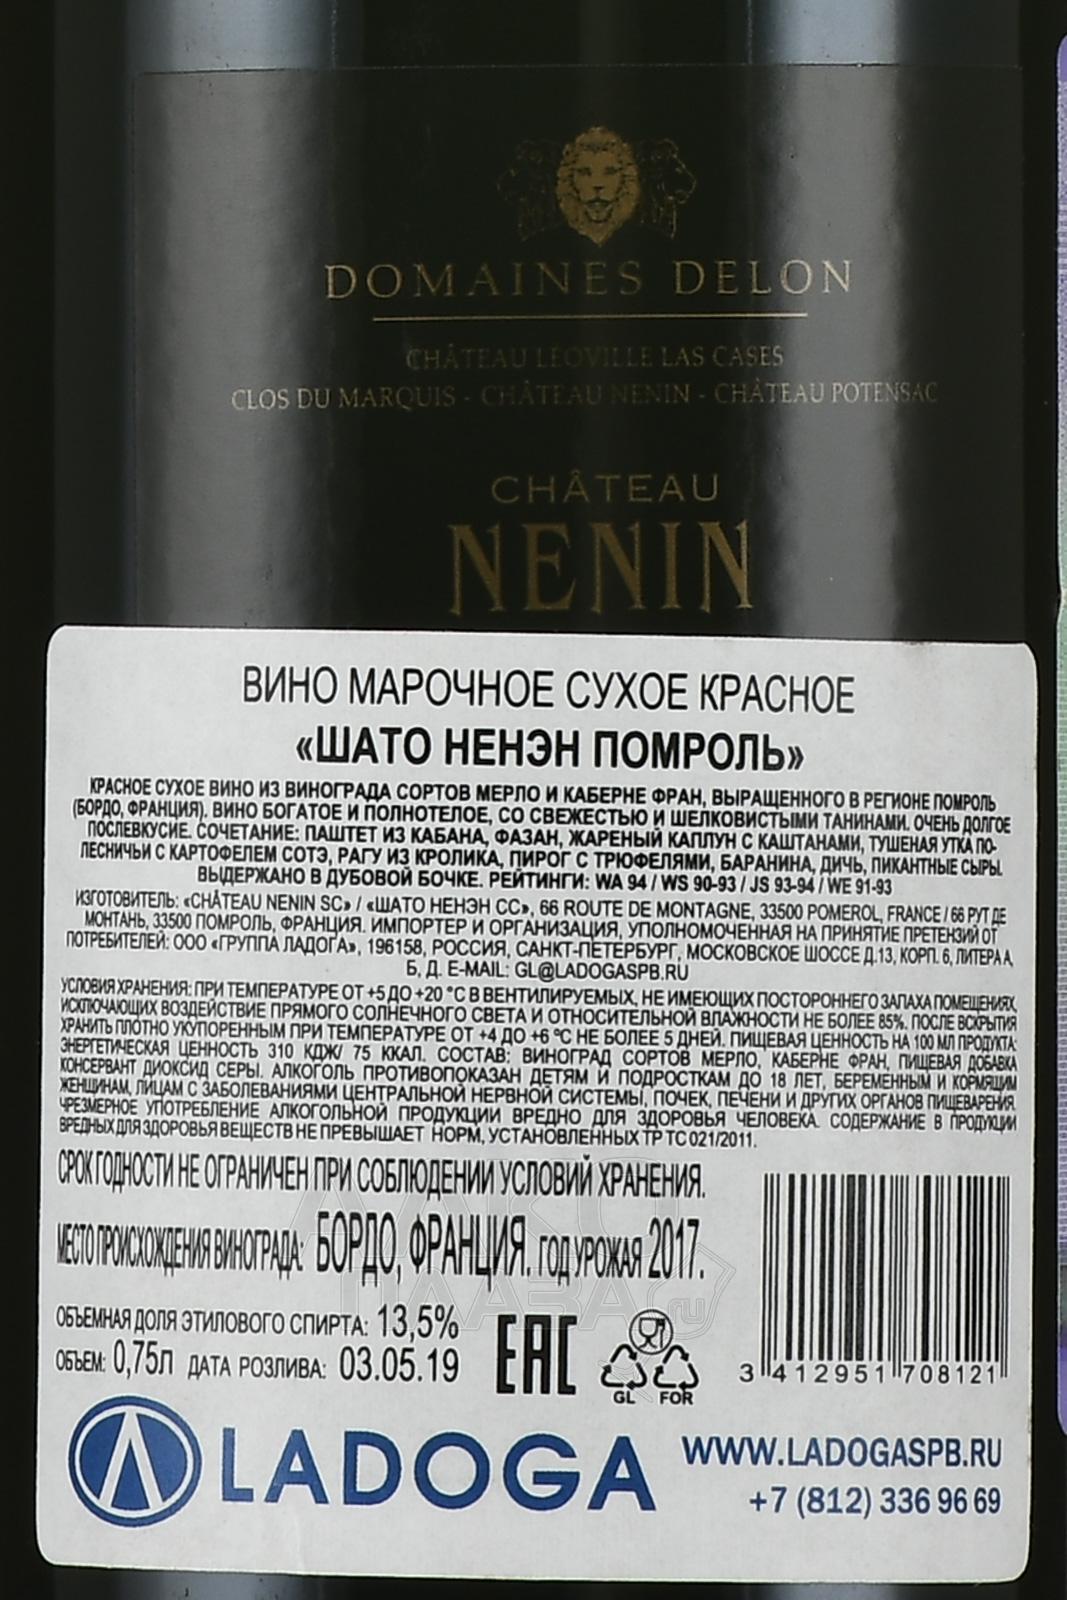 DOMAINES DELON
CHÂTEAU LÉOVILLE LAS CASES
CLOS DU MARQUIS - CHÂTEAU NENIN - CHÂTEAU POTENSAC
CHÂTEAU
NENIN
ВИНО МАРОЧНОЕ СУХОЕ КРАСНОЕ
«ШАТО НЕНЭН ПОМРОЛЬ»
КРАСНОЕ СУХОЕ ВИНО ИЗ ВИНОГРАДА СОРТОВ МЕРЛО И КАБЕРНЕ ФРАН, ВЫРАЩЕННОГО В РЕГИОНЕ ПОМРОЛЬ
(БОРДО, ФРАНЦИЯ). ВИНО БОГАТОЕ И ПОЛНОТЕЛОЕ, СО СВЕЖЕСТЬЮ И ШЕЛКОВИСТЫМИ ТАНИНАМИ. ОЧЕНЬ ДОЛГОЕ
ПОСЛЕВКУСИЕ. СОЧЕТАНИЕ: ПАШТЕТ ИЗ КАБАНА, ФАЗАН, ЖАРЕНЫЙ КАПЛУН С КАШТАНАМИ, ТУШЕНАЯ УТКА ПО-
ЛЕСНИЧЬИ С КАРТОФЕЛЕМ СОТЭ, РАГУ ИЗ КРОЛИКА, ПИРОГ С ТРЮФЕЛЯМИ, БАРАНИНА, ДИЧЬ, ПИКАНТНЫЕ СЫРЫ.
ВЫДЕРЖАНО В ДУБОВОЙ БОЧКЕ. РЕЙТИНГИ: WA 94 / WS 90-93 / JS 93-94 / WE 91-93
ИЗГОТОВИТЕЛЬ: «CHÂTEAU NENIN SC» / «ШАТО НЕНЭН СС», 66 ROUTE DE MONTAGNE, 33500 POMEROL, FRANCE / 66 РУТ ДЕ
МОНТАНЬ, 33500 ПОМРОЛЬ, ФРАНЦИЯ. ИМПОРТЕР И ОРГАНИЗАЦИЯ, УПОЛНОМОЧЕННАЯ НА ПРИНЯТИЕ ПРЕТЕНЗИЙ ОТ
ПОТРЕБИТЕЛЕЙ: ООО «ГРУППА ЛАДОГА», 196158, РОССИЯ, САНКТ-ПЕТЕРБУРГ, МОСКОВСКОЕ ШОССЕ Д.13, КОРП. 6, ЛИТЕРА А,
Б, Д. E-MAIL: GL@LADOGASPB.RU
УСЛОВИЯ ХРАНЕНИЯ: ПРИ ТЕМПЕРАТУРЕ ОТ +5 ДО +20 °С В ВЕНТИЛИРУЕМЫХ, НЕ ИМЕЮЩИХ ПОСТОРОННЕГО ЗАПАХА ПОМЕЩЕНИЯХ,
ИСКЛЮЧАЮЩИХ ВОЗДЕЙСТВИЕ ПРЯМОГО СОЛНЕЧНОГО СВЕТА И ОТНОСИТЕЛЬНОЙ ВЛАЖНОСТИ НЕ БОЛЕЕ 85%. ПОСЛЕ ВСКРЫТИЯ
ХРАНИТЬ ПЛОТНО УКУПОРЕННЫМ ПРИ ТЕМПЕРАТУРЕ ОТ +4 ДО +6 °С НЕ БОЛЕЕ 5 ДНЕЙ. ПИЩЕВАЯ ЦЕННОСТЬ НА 100 МЛ ПРОДУКТА:
ЭНЕРГЕТИЧЕСКАЯ ЦЕННОСТЬ 310 КДЖ/ 75 ККАЛ. СОСТАВ: ВИНОГРАД СОРТОВ МЕРЛО, КАБЕРНЕ ФРАН, ПИЩЕВАЯ ДОБАВКА
КОНСЕРВАНТ ДИОКСИД СЕРЫ. АЛКОГОЛЬ ПРОТИВОПОКАЗАН ДЕТЯМ И ПОДРОСТКАМ ДО 18 ЛЕТ, БЕРЕМЕННЫМ И КОРМЯЩИМ
ЖЕНЩИНАМ, ЛИЦАМ С ЗАБОЛЕВАНИЯМИ ЦЕНТРАЛЬНОЙ НЕРВНОЙ СИСТЕМЫ, ПОЧЕК, ПЕЧЕНИ И ДРУГИХ ОРГАНОВ ПИЩЕВАРЕНИЯ.
ЧРЕЗМЕРНОЕ УПОТРЕБЛЕНИЕ АЛКОГОЛЬНОЙ ПРОДУКЦИИ ВРЕДНО ДЛЯ ЗДОРОВЬЯ ЧЕЛОВЕКА. СОДЕРЖАНИЕ В ПРОДУКЦИИ
ВРЕДНЫХ ДЛЯ ЗДОРОВЬЯ ВЕЩЕСТВ НЕ ПРЕВЫШАЕТ НОРМ, УСТАНОВЛЕННЫХ ТР ТС 021/2011.
СРОК ГОДНОСТИ НЕ ОГРАНИЧЕН ПРИ СОБЛЮДЕНИИ УСЛОВИЙ ХРАНЕНИЯ.
МЕСТО ПРОИСХОЖДЕНИЯ ВИНОГРАДА: БОРДО, ФРАНЦИЯ. ГОД УРОЖАЯ 2017.
ОБЪЕМНАЯ ДОЛЯ ЭТИЛОВОГО СПИРТА: 13,5%
ОБЪЕМ: 0,75Л ДАТА РОЗЛИВА: 03.05.19
EAC
GL FOR
3 412951 708121
LADOGA
WWW.LADOGASPB.RU
+7 (812) 336 96 69
АЛКОПЛАЗА.ru